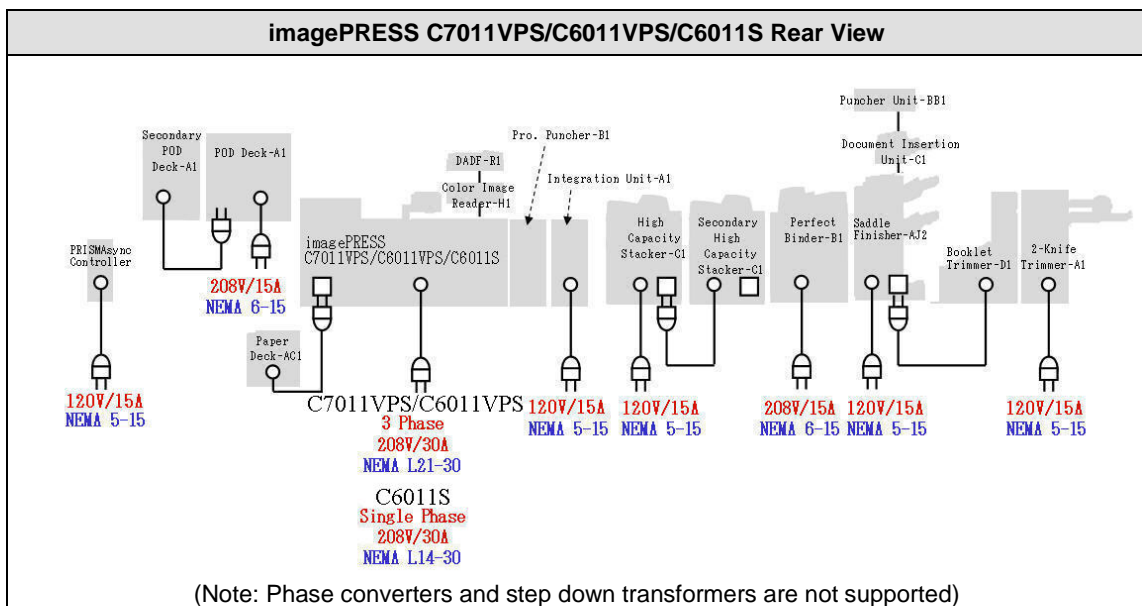 imagePRESS C7011VPS/C6011VPS/C6011S Rear View
Puncher Unit-BB1
Secondary
POD
Deck-A1
POD Deck-A1
Pro. Puncher-B1
Document Insertion
Unit-C1
DADF-R1
Integration Unit-A1
Color Image
Reader-H1
PRISMAsync
Controller
imagePRESS
C7011VPS/C6011VPS/C6011S
High
Capacity
Stacker-C1
Secondary
High
Capacity
Stacker-C1
Perfect
Binder-B1
Saddle
Finisher-AJ2
Booklet
Trimmer-D1
2-Knife
Trimmer-A1
208V/15A
NEMA 6-15
Paper
Deck-AC1
120V/15A
NEMA 5-15
C7011VPS/C6011VPS
3 Phase
208V/30A
NEMA L21-30
120V/15A
NEMA 5-15
120V/15A
NEMA 5-15
208V/15A
NEMA 6-15
120V/15A
NEMA 5-15
120V/15A
NEMA 5-15
C6011S
Single Phase
208V/30A
NEMA L14-30
(Note: Phase converters and step down transformers are not supported)